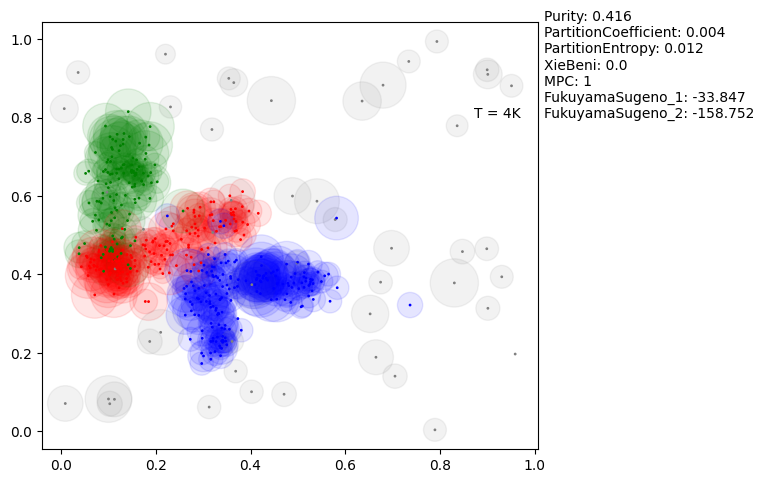 Purity: 0.416
PartitionCoefficient: 0.004
PartitionEntropy: 0.012
XieBeni: 0.0
MPC: 1
FukuyamaSugeno_1: -33.847
FukuyamaSugeno_2: -158.752
T = 4K
1.0
0.8
0.6
0.4
0.2
0.0
0.0 0.2 0.4 0.6 0.8 1.0